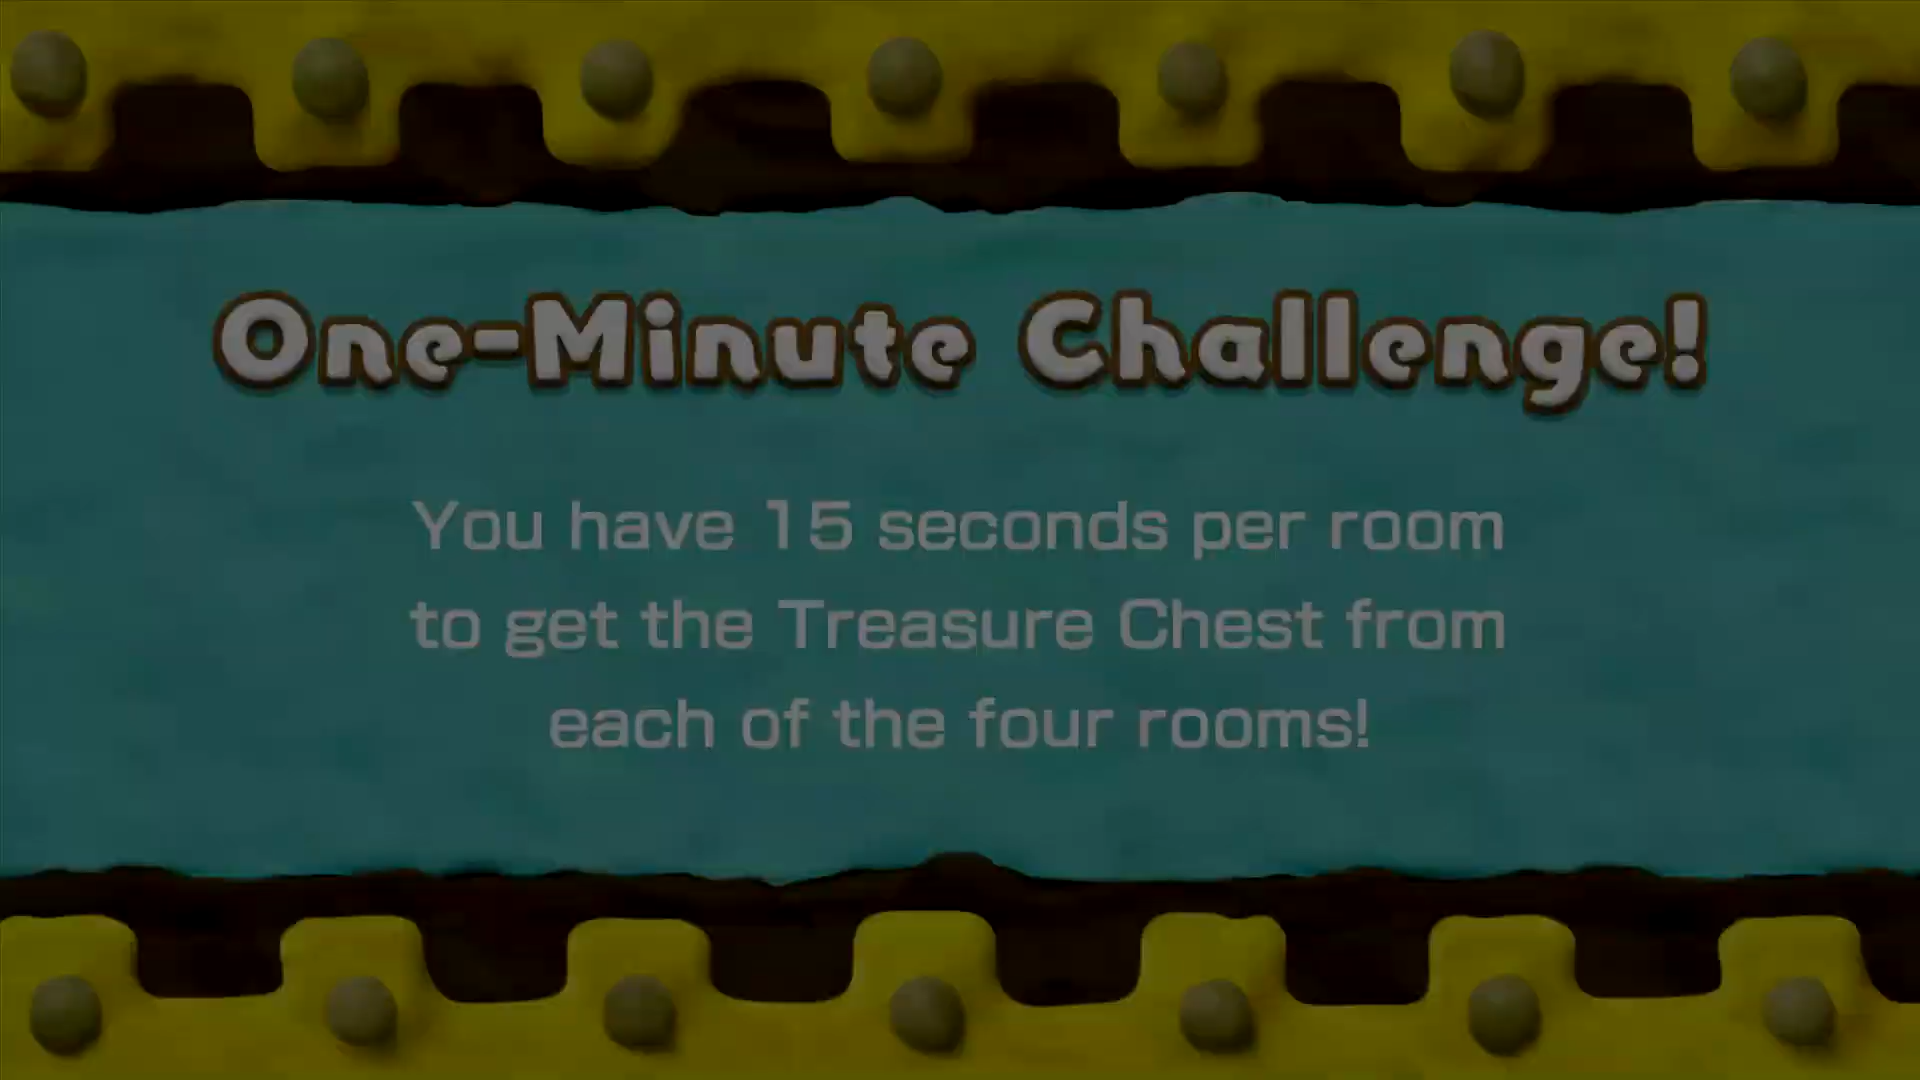 One-Minute Challenge!
You have 15 seconds per room
to get the Treasure Chest from
each of the four rooms!